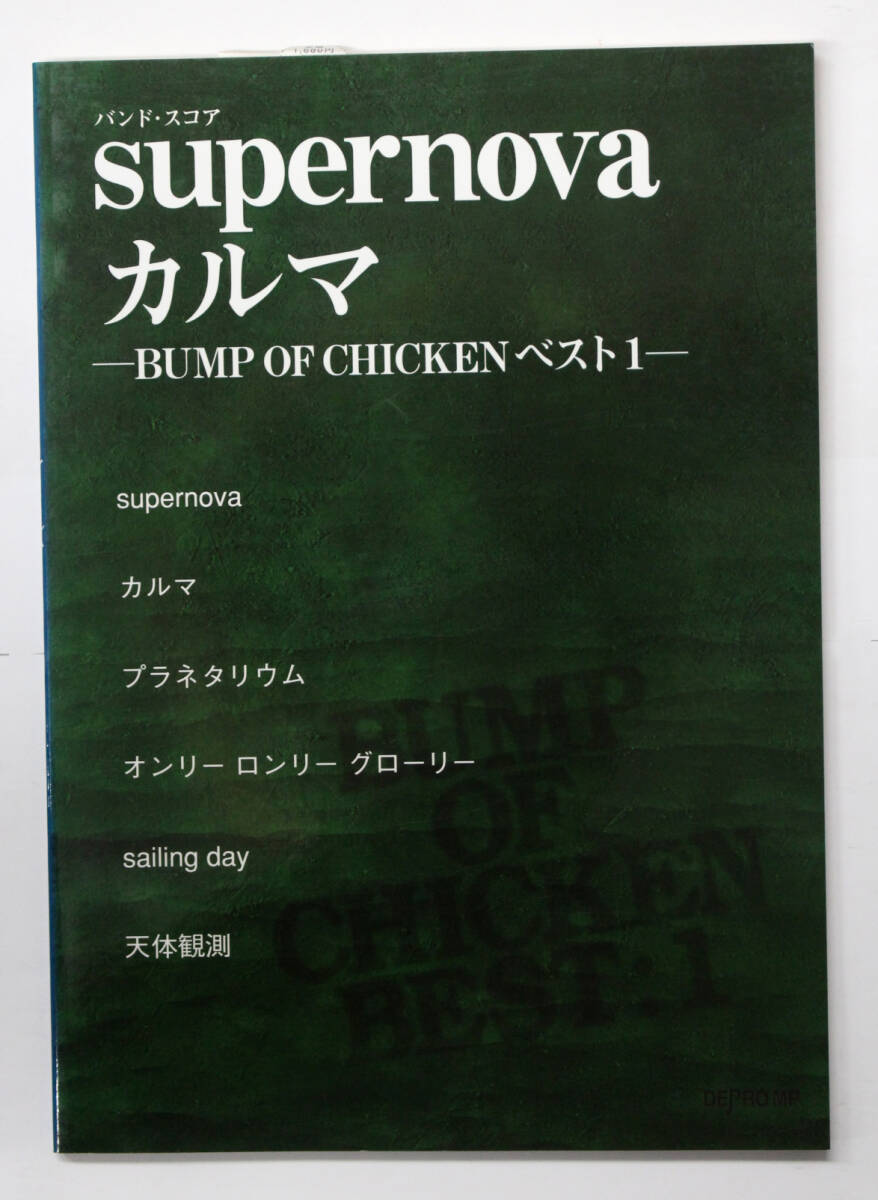 バンド・スコア
supernova
カルマ
—BUMP OF CHICKEN ベスト1—
supernova
カルマ
プラネタリウム
オンリー ロンリー グローリー
sailing day
天体観測
BUMP
OF
CHICKEN
BEST:1
DEPRO MP